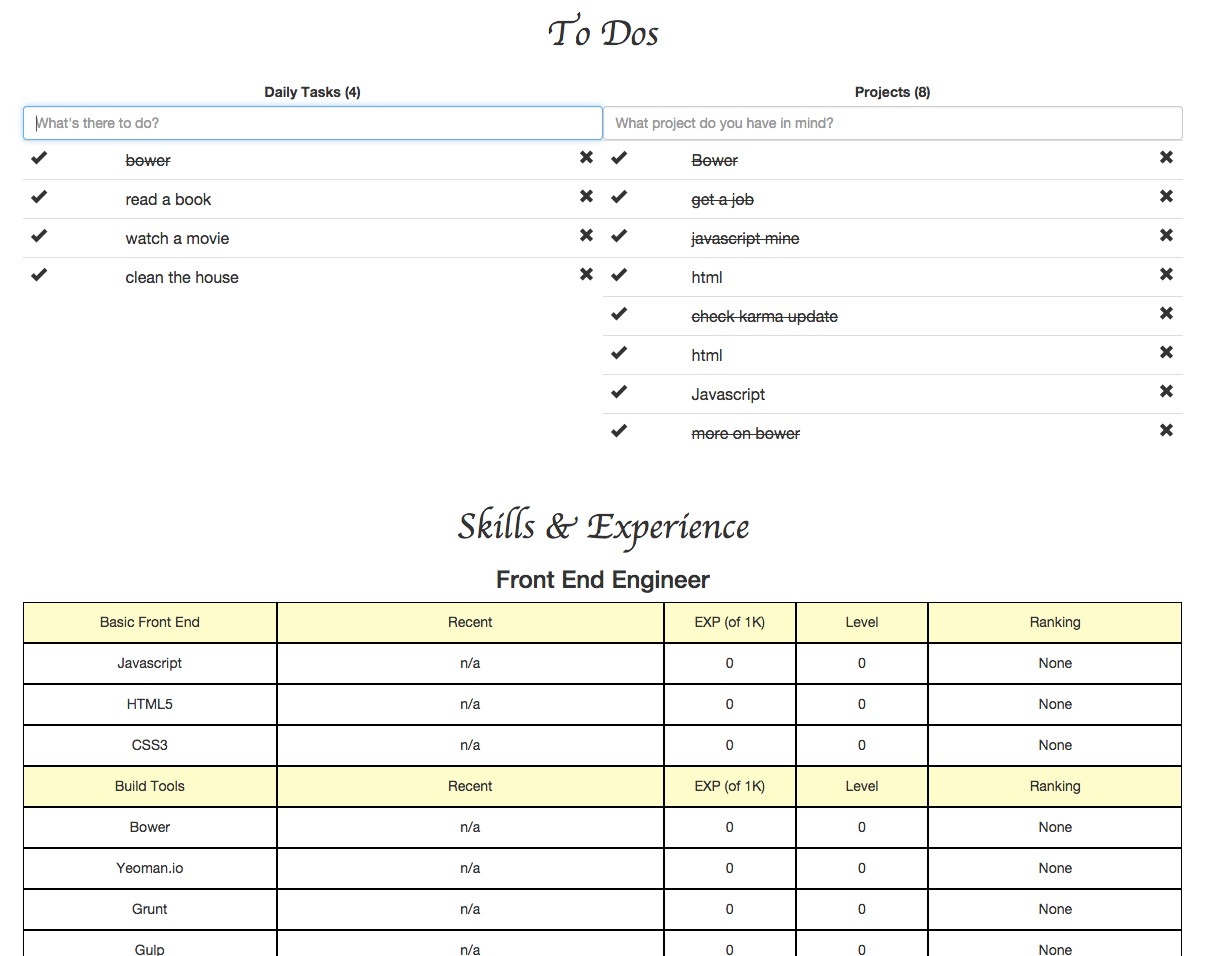 To Dos
Daily Tasks (4)
What's there to do?
bower
read a book
watch a movie
clean the house
Projects (8)
What project do you have in mind?
Bower
get a job
javascript mine
html
check karma update
html
Javascript
more on bower
Skills & Experience
Front End Engineer
Basic Front End Recent EXP (of 1K) Level Ranking
Javascript n/a 0 0 None
HTML5 n/a 0 0 None
CSS3 n/a 0 0 None
Build Tools Recent EXP (of 1K) Level Ranking
Bower n/a 0 0 None
Yeoman.io n/a 0 0 None
Grunt n/a 0 0 None
Gulp n/a 0 0 None